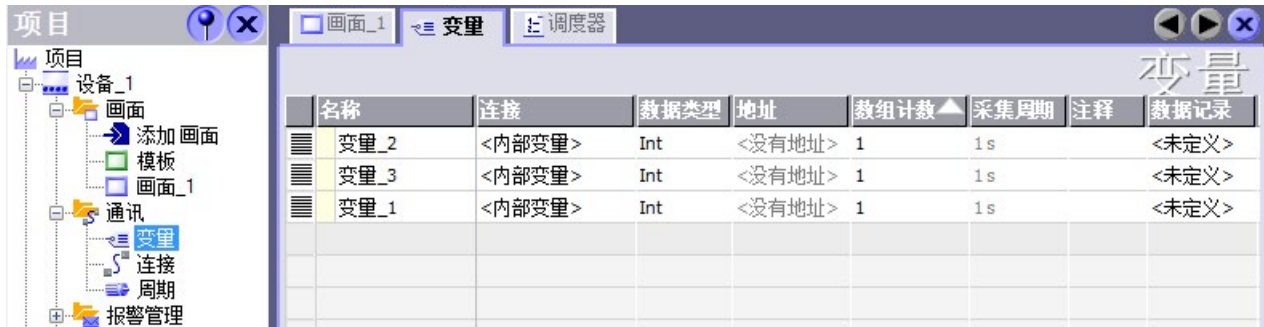 项目
画面_1 变量 调度器
项目
设备_1
画面
添加 画面
模板
画面_1
通讯
变量
连接
周期
报警管理
变量
名称 连接 数据类型 地址 数组计数 采集周期 注释 数据记录
变量_2 <内部变量> Int <没有地址> 1 1 s <未定义>
变量_3 <内部变量> Int <没有地址> 1 1 s <未定义>
变量_1 <内部变量> Int <没有地址> 1 1 s <未定义>